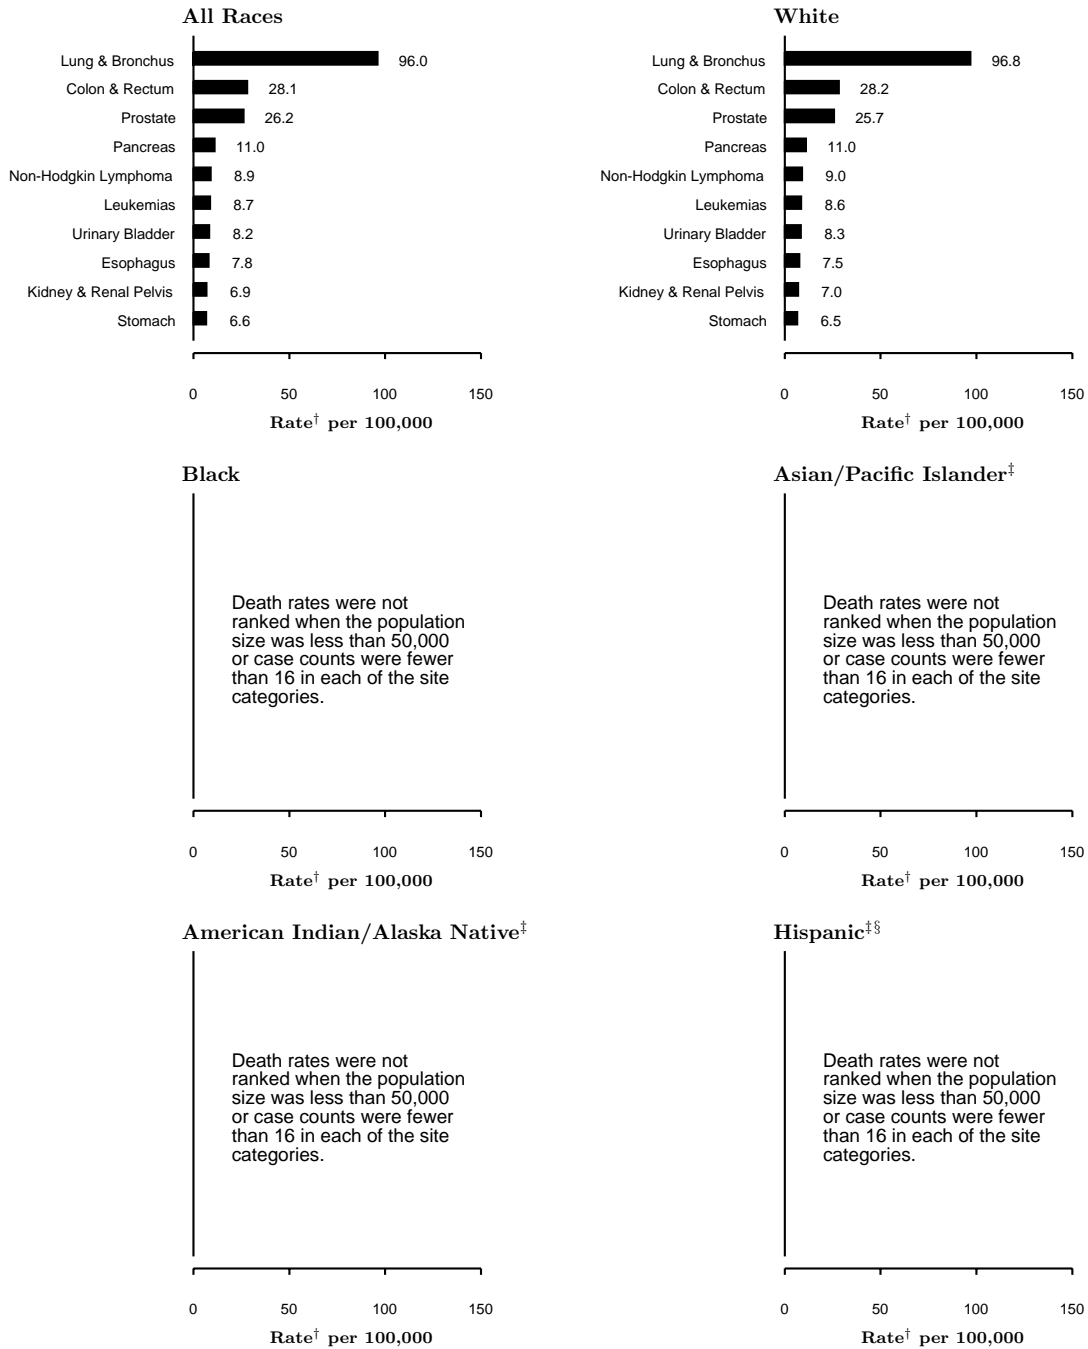 All Races
Lung & Bronchus 96.0
Colon & Rectum 28.1
Prostate 26.2
Pancreas 11.0
Non-Hodgkin Lymphoma 8.9
Leukemias 8.7
Urinary Bladder 8.2
Esophagus 7.8
Kidney & Renal Pelvis 6.9
Stomach 6.6
0 50 100 150
Rate† per 100,000
White
Lung & Bronchus 96.8
Colon & Rectum 28.2
Prostate 25.7
Pancreas 11.0
Non-Hodgkin Lymphoma 9.0
Leukemias 8.6
Urinary Bladder 8.3
Esophagus 7.5
Kidney & Renal Pelvis 7.0
Stomach 6.5
0 50 100 150
Rate† per 100,000
Black
Death rates were not
ranked when the population
size was less than 50,000
or case counts were fewer
than 16 in each of the site
categories.
0 50 100 150
Rate† per 100,000
Asian/Pacific Islander‡
Death rates were not
ranked when the population
size was less than 50,000
or case counts were fewer
than 16 in each of the site
categories.
0 50 100 150
Rate† per 100,000
American Indian/Alaska Native‡
Death rates were not
ranked when the population
size was less than 50,000
or case counts were fewer
than 16 in each of the site
categories.
0 50 100 150
Rate† per 100,000
Hispanic‡§
Death rates were not
ranked when the population
size was less than 50,000
or case counts were fewer
than 16 in each of the site
categories.
0 50 100 150
Rate† per 100,000